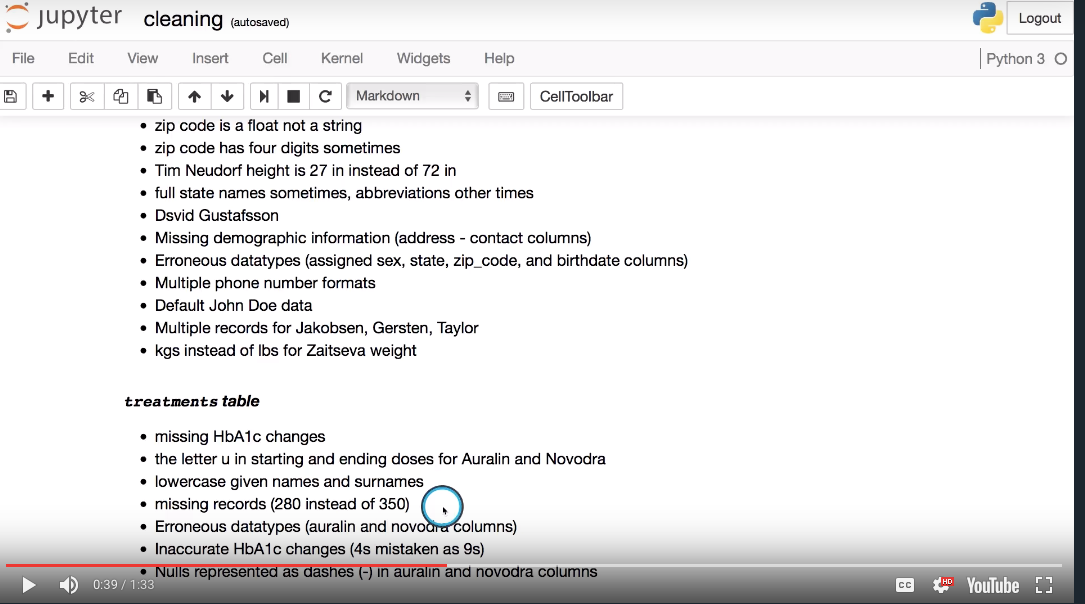 jupyter cleaning (autosaved)
Logout
File Edit View Insert Cell Kernel Widgets Help Python 3
Markdown CellToolbar
zip code is a float not a string
zip code has four digits sometimes
Tim Neudorf height is 27 in instead of 72 in
full state names sometimes, abbreviations other times
Dsvid Gustafsson
Missing demographic information (address - contact columns)
Erroneous datatypes (assigned sex, state, zip_code, and birthdate columns)
Multiple phone number formats
Default John Doe data
Multiple records for Jakobsen, Gersten, Taylor
kgs instead of lbs for Zaitseva weight
treatments table
missing HbA1c changes
the letter u in starting and ending doses for Auralin and Novodra
lowercase given names and surnames
missing records (280 instead of 350)
Erroneous datatypes (auralin and novodra columns)
Inaccurate HbA1c changes (4s mistaken as 9s)
Nulls represented as dashes (-) in auralin and novodra columns
0:39 / 1:33 CC HD YouTube